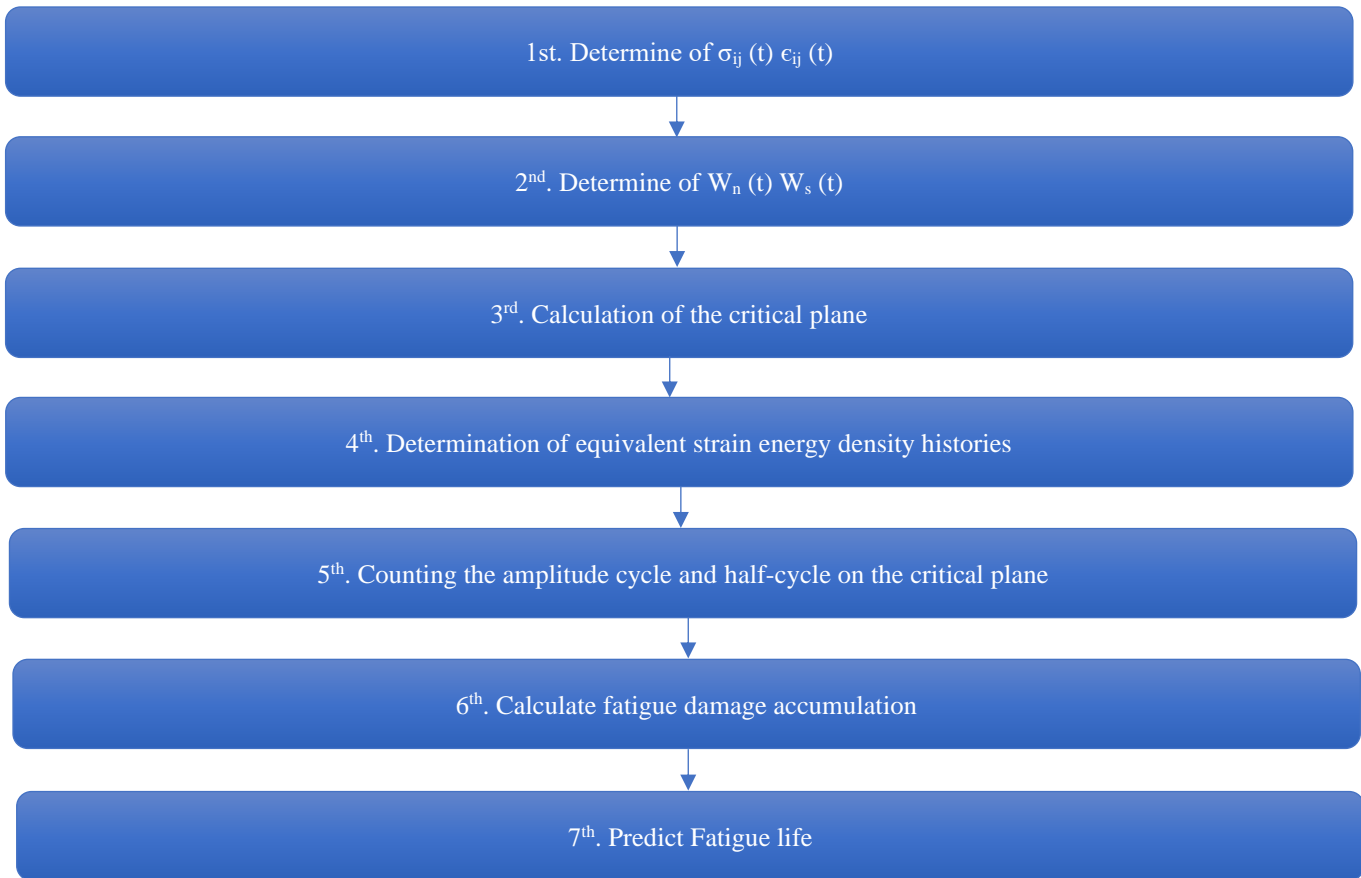 1st. Determine of σij (t) ϵij (t)
2nd. Determine of Wn (t) Ws (t)
3rd. Calculation of the critical plane
4th. Determination of equivalent strain energy density histories
5th. Counting the amplitude cycle and half-cycle on the critical plane
6th. Calculate fatigue damage accumulation
7th. Predict Fatigue life